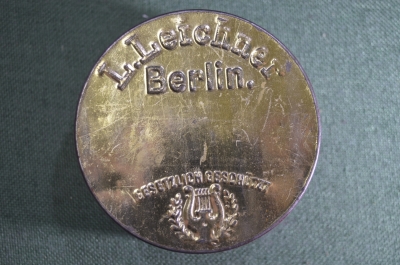 L. Leichner
Berlin.
GESETZLICH GESCHÜTZT